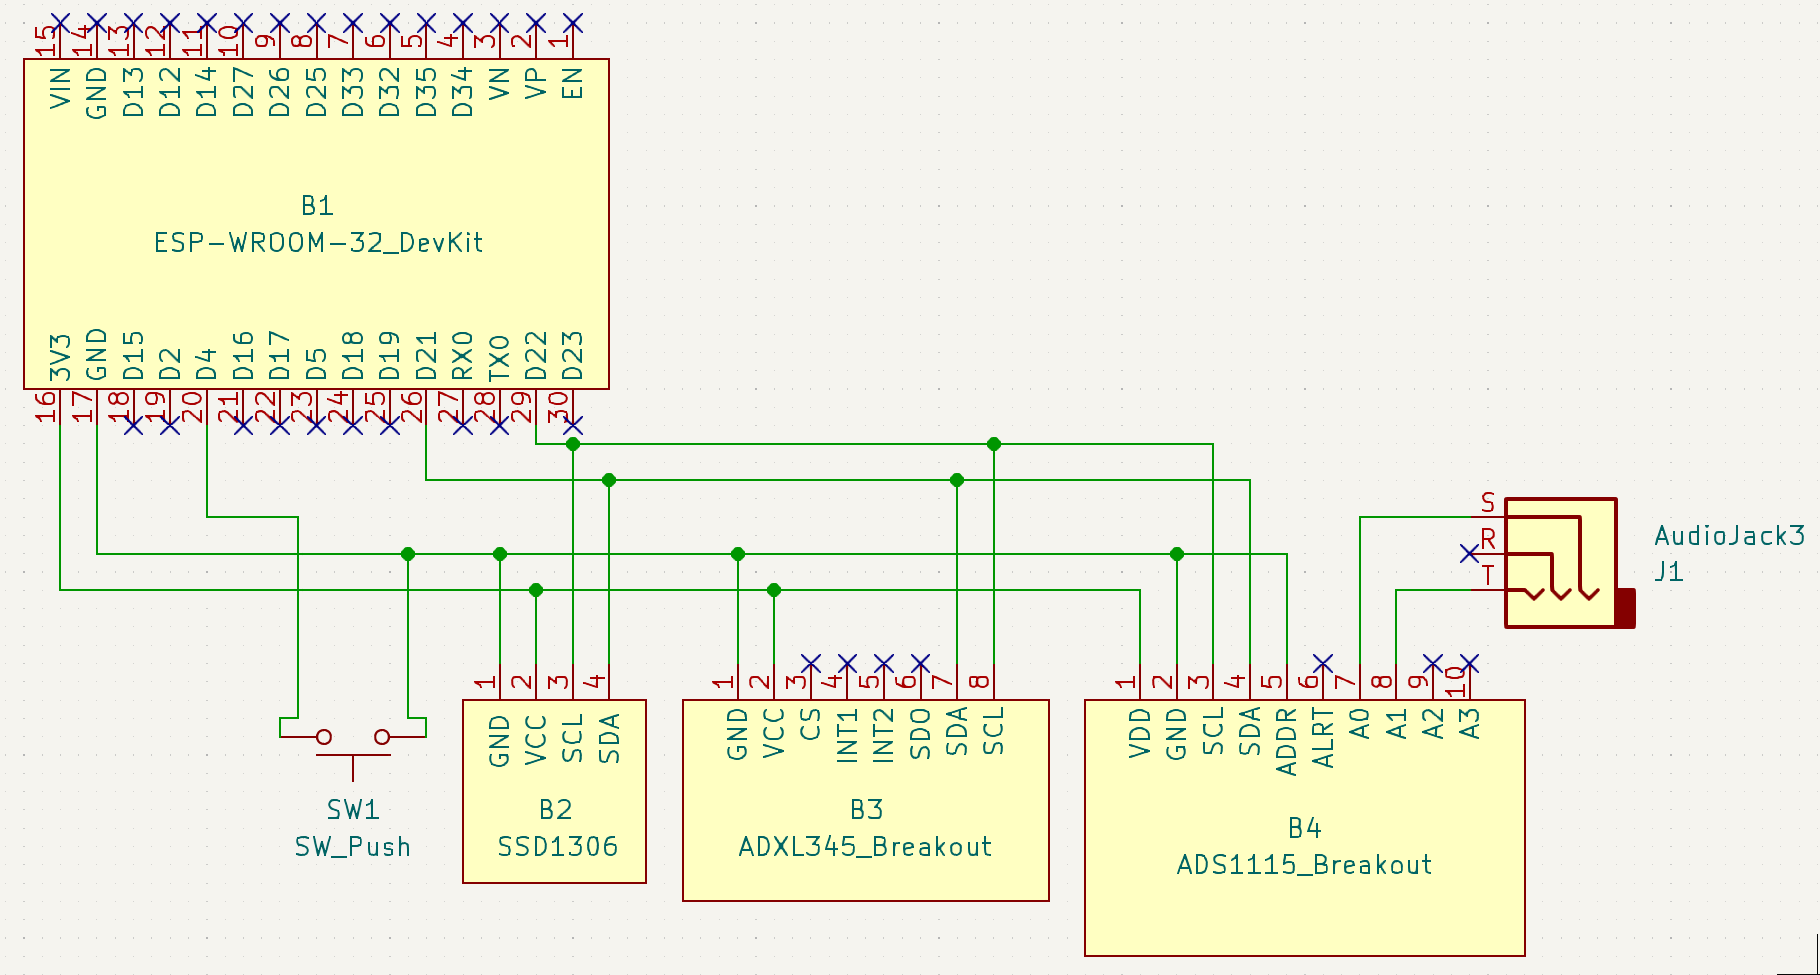 15 14 13 12 11 10 9 8 7 6 5 4 3 2 1
VIN GND D13 D12 D14 D27 D26 D25 D33 D32 D35 D34 VN VP EN
B1
ESP-WROOM-32_DevKit
3V3 GND D15 D2 D4 D16 D17 D5 D18 D19 D21 RX0 TX0 D22 D23
16 17 18 19 20 21 22 23 24 25 26 27 28 29 30
S
R
T
AudioJack3
J1
SW1
SW_Push
1 2 3 4
GND VCC SCL SDA
B2
SSD1306
1 2 3 4 5 6 7 8
GND VCC CS INT1 INT2 SDO SDA SCL
B3
ADXL345_Breakout
1 2 3 4 5 6 7 8 9 10
VDD GND SCL SDA ADDR ALRT A0 A1 A2 A3
B4
ADS1115_Breakout